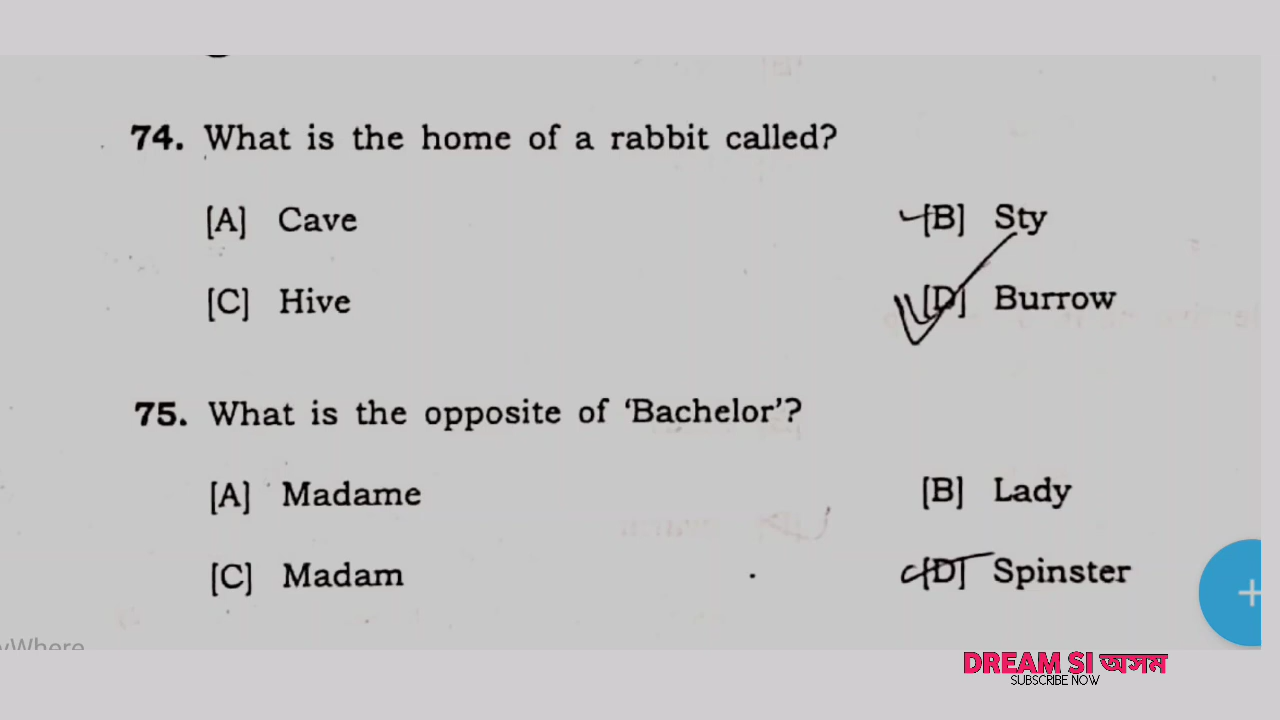 74. What is the home of a rabbit called?
[A] Cave
[B] Sty
[C] Hive
[D] Burrow
75. What is the opposite of ‘Bachelor’?
[A] Madame
[B] Lady
[C] Madam
[D] Spinster
DREAM SI অসম
SUBSCRIBE NOW